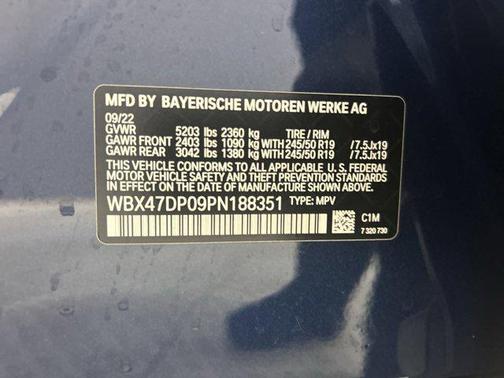 MFD BY BAYERISCHE MOTOREN WERKE AG
09/22
GVWR 5203 lbs 2360 kg TIRE / RIM
GAWR FRONT 2403 lbs 1090 kg WITH 245/50 R19 /7.5Jx19
GAWR REAR 3042 lbs 1380 kg WITH 245/50 R19 /7.5Jx19
THIS VEHICLE CONFORMS TO ALL APPLICABLE U.S.
FEDERAL MOTOR VEHICLE SAFETY STANDARDS IN
EFFECT ON THE DATE OF MANUFACTURE SHOWN ABOVE.
WBX47DP09PN188351 TYPE: MPV
C1M
7 320 730